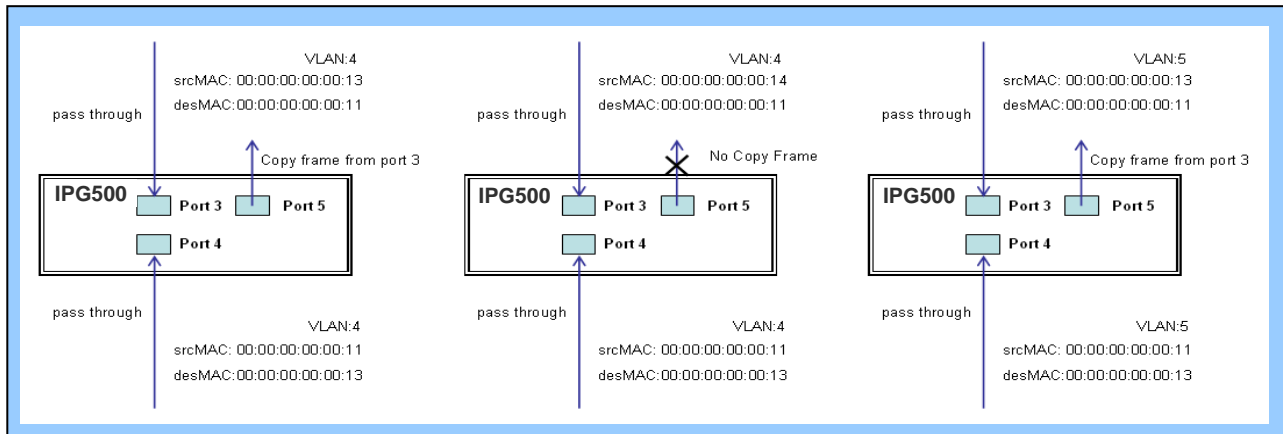 VLAN:4
srcMAC: 00:00:00:00:00:13
desMAC:00:00:00:00:00:11
pass through
Copy frame from port 3
IPG500
Port 3
Port 5
Port 4
pass through
VLAN:4
srcMAC: 00:00:00:00:00:11
desMAC:00:00:00:00:00:13
VLAN:4
srcMAC: 00:00:00:00:00:14
desMAC:00:00:00:00:00:11
pass through
No Copy Frame
IPG500
Port 3
Port 5
Port 4
pass through
VLAN:4
srcMAC: 00:00:00:00:00:11
desMAC:00:00:00:00:00:13
VLAN:5
srcMAC: 00:00:00:00:00:13
desMAC:00:00:00:00:00:11
pass through
Copy frame from port 3
IPG500
Port 3
Port 5
Port 4
pass through
VLAN:5
srcMAC: 00:00:00:00:00:11
desMAC:00:00:00:00:00:13